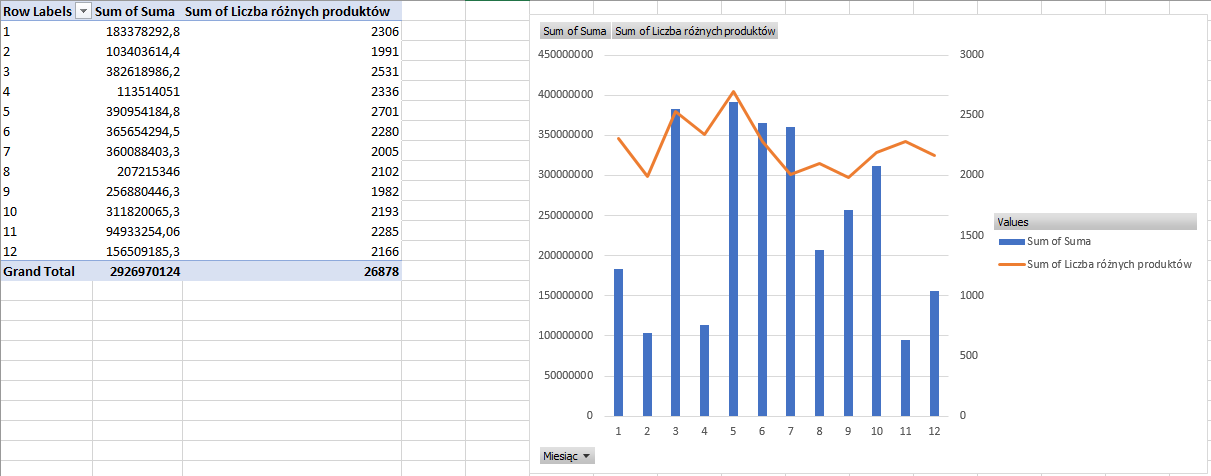 Row Labels Sum of Suma Sum of Liczba różnych produktów
1 183378292,8 2306
2 103403614,4 1991
3 382618986,2 2531
4 113514051 2336
5 390954184,8 2701
6 365654294,5 2280
7 360088403,3 2005
8 207215346 2102
9 256880446,3 1982
10 311820065,3 2193
11 94933254,06 2285
12 156509185,3 2166
Grand Total 2926970124 26878
Sum of Suma Sum of Liczba różnych produktów
450000000 3000
400000000
2500
350000000
300000000
2000
250000000
1500
200000000
150000000
1000
100000000
500
50000000
0 0
1 2 3 4 5 6 7 8 9 10 11 12
Miesiąc
Values
Sum of Suma
Sum of Liczba różnych produktów